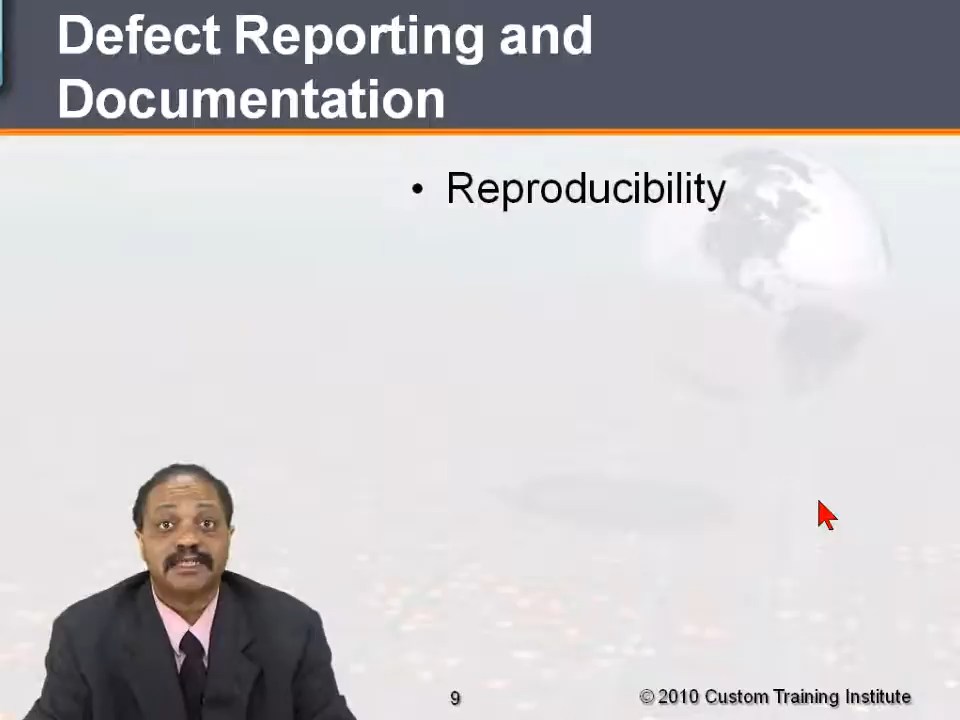 Defect Reporting and
Documentation
• Reproducibility
9
© 2010 Custom Training Institute